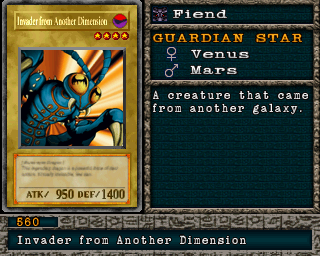 Invader from Another Dimension
ATK/ 950 DEF/1400
Fiend
GUARDIAN STAR
Venus
Mars
A creature that came
from another galaxy.
560
Invader from Another Dimension